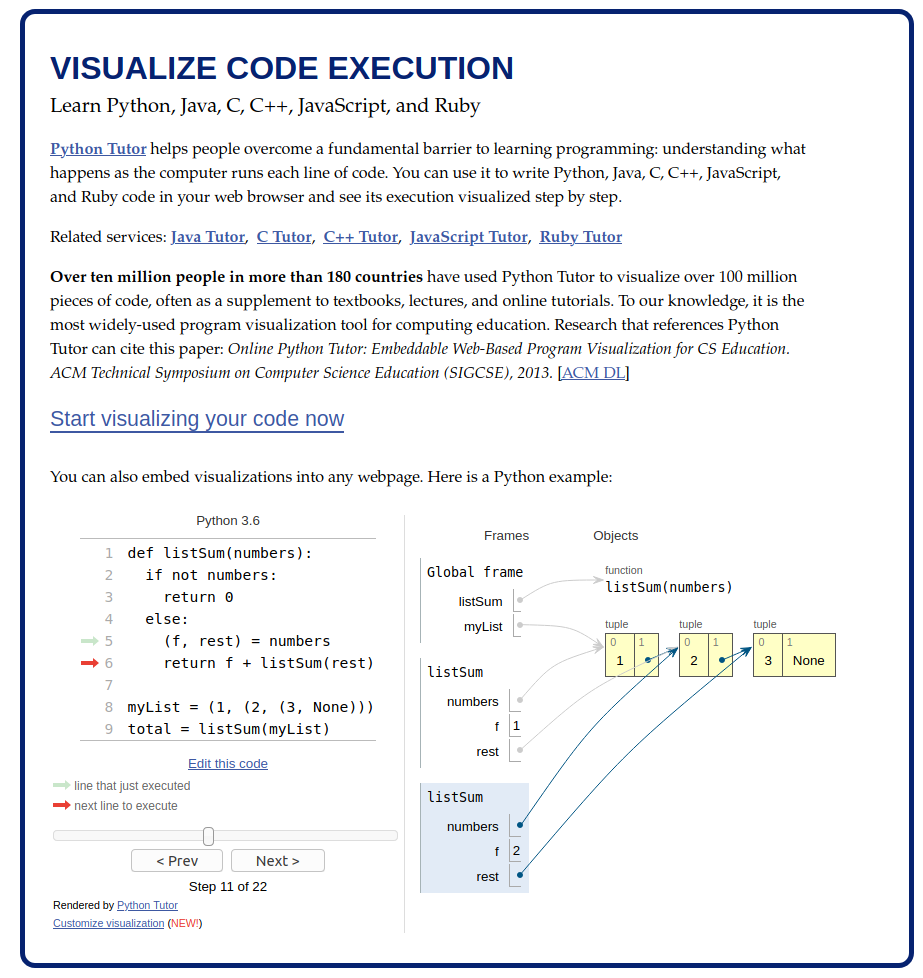 VISUALIZE CODE EXECUTION
Learn Python, Java, C, C++, JavaScript, and Ruby
Python Tutor helps people overcome a fundamental barrier to learning programming: understanding what
happens as the computer runs each line of code. You can use it to write Python, Java, C, C++, JavaScript,
and Ruby code in your web browser and see its execution visualized step by step.
Related services: Java Tutor, C Tutor, C++ Tutor, JavaScript Tutor, Ruby Tutor
Over ten million people in more than 180 countries have used Python Tutor to visualize over 100 million
pieces of code, often as a supplement to textbooks, lectures, and online tutorials. To our knowledge, it is the
most widely-used program visualization tool for computing education. Research that references Python
Tutor can cite this paper: Online Python Tutor: Embeddable Web-Based Program Visualization for CS Education.
ACM Technical Symposium on Computer Science Education (SIGCSE), 2013. [ACM DL]
Start visualizing your code now
You can also embed visualizations into any webpage. Here is a Python example:
Python 3.6
1 def listSum(numbers):
2   if not numbers:
3     return 0
4   else:
5     (f, rest) = numbers
6     return f + listSum(rest)
7
8 myList = (1, (2, (3, None)))
9 total = listSum(myList)
Edit this code
line that just executed
next line to execute
< Prev Next >
Step 11 of 22
Rendered by Python Tutor
Customize visualization (NEW!)
Frames Objects
Global frame
listSum
myList
function
listSum(numbers)
tuple tuple tuple
0 1 0 1 0 1
1 2 3 None
listSum
numbers
f 1
rest
listSum
numbers
f 2
rest